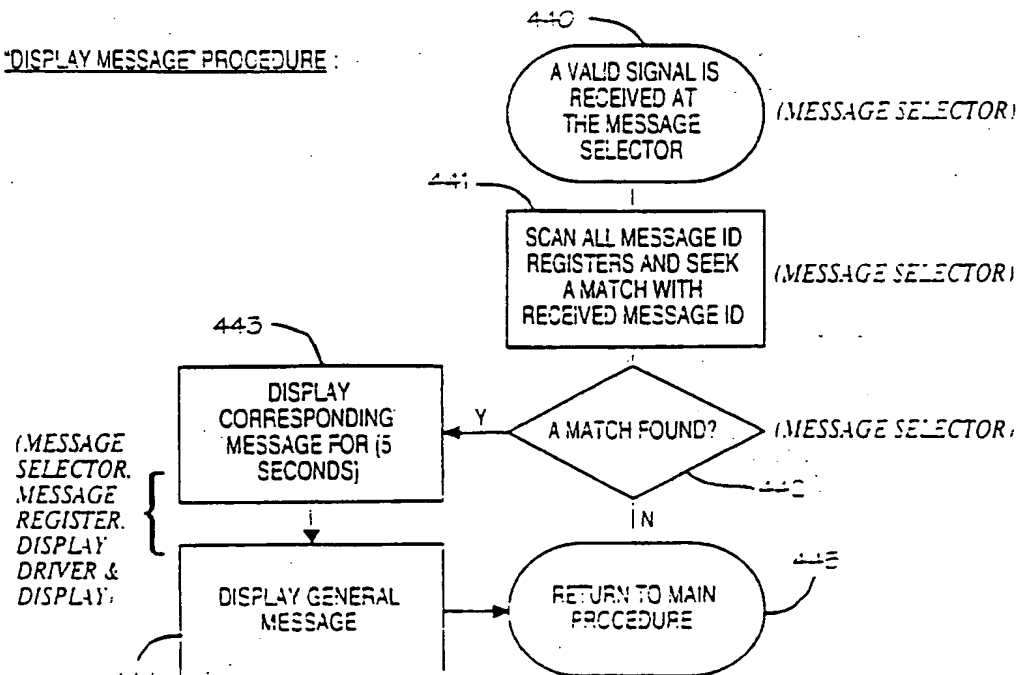 440
"DISPLAY MESSAGE" PROCEDURE :
A VALID SIGNAL IS
RECEIVED AT
THE MESSAGE
SELECTOR
(MESSAGE SELECTOR)
441
SCAN ALL MESSAGE ID
REGISTERS AND SEEK
A MATCH WITH
RECEIVED MESSAGE ID
(MESSAGE SELECTOR)
443
DISPLAY
CORRESPONDING
MESSAGE FOR (5
SECONDS)
Y
A MATCH FOUND?
(MESSAGE SELECTOR)
442
N
(MESSAGE
SELECTOR,
MESSAGE
REGISTER,
DISPLAY
DRIVER &
DISPLAY)
DISPLAY GENERAL
MESSAGE
RETURN TO MAIN
PROCEDURE